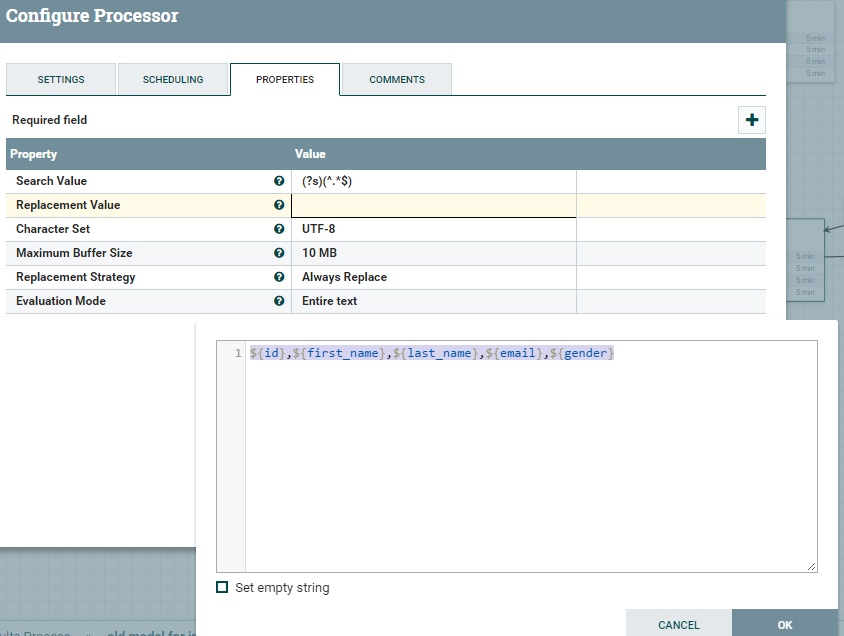 Configure Processor
5 min
5 min
5 min
5 min
SETTINGS
SCHEDULING
PROPERTIES
COMMENTS
Required field
Property Value
Search Value (?s)(^.*$)
Replacement Value
Character Set UTF-8
Maximum Buffer Size 10 MB
Replacement Strategy Always Replace
Evaluation Mode Entire text
5 min
5 min
5 min
5 min
1 ${id},${first_name},${last_name},${email},${gender}
Set empty string
CANCEL
OK